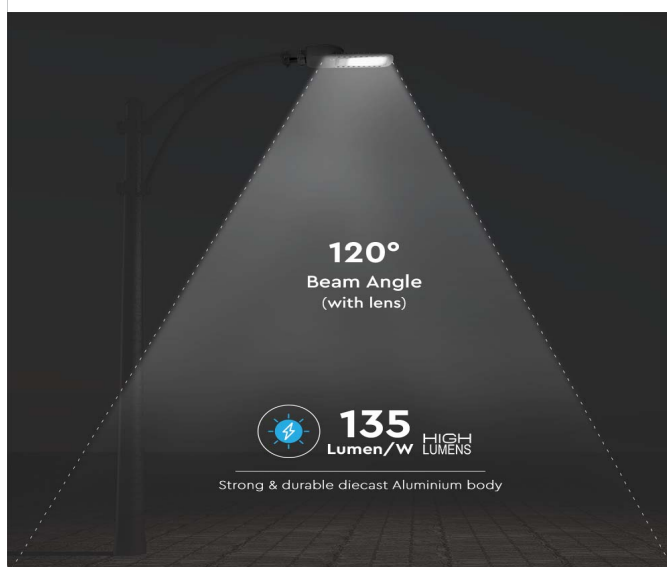 120°
Beam Angle
(with lens)
135
Lumen/W HIGH LUMENS
Strong & durable diecast Aluminium body